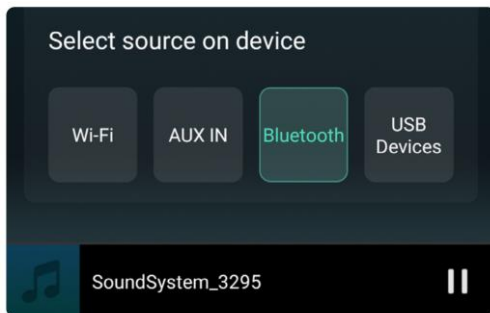 Select source on device
Wi-Fi
AUX IN
Bluetooth
USB
Devices
SoundSystem_3295